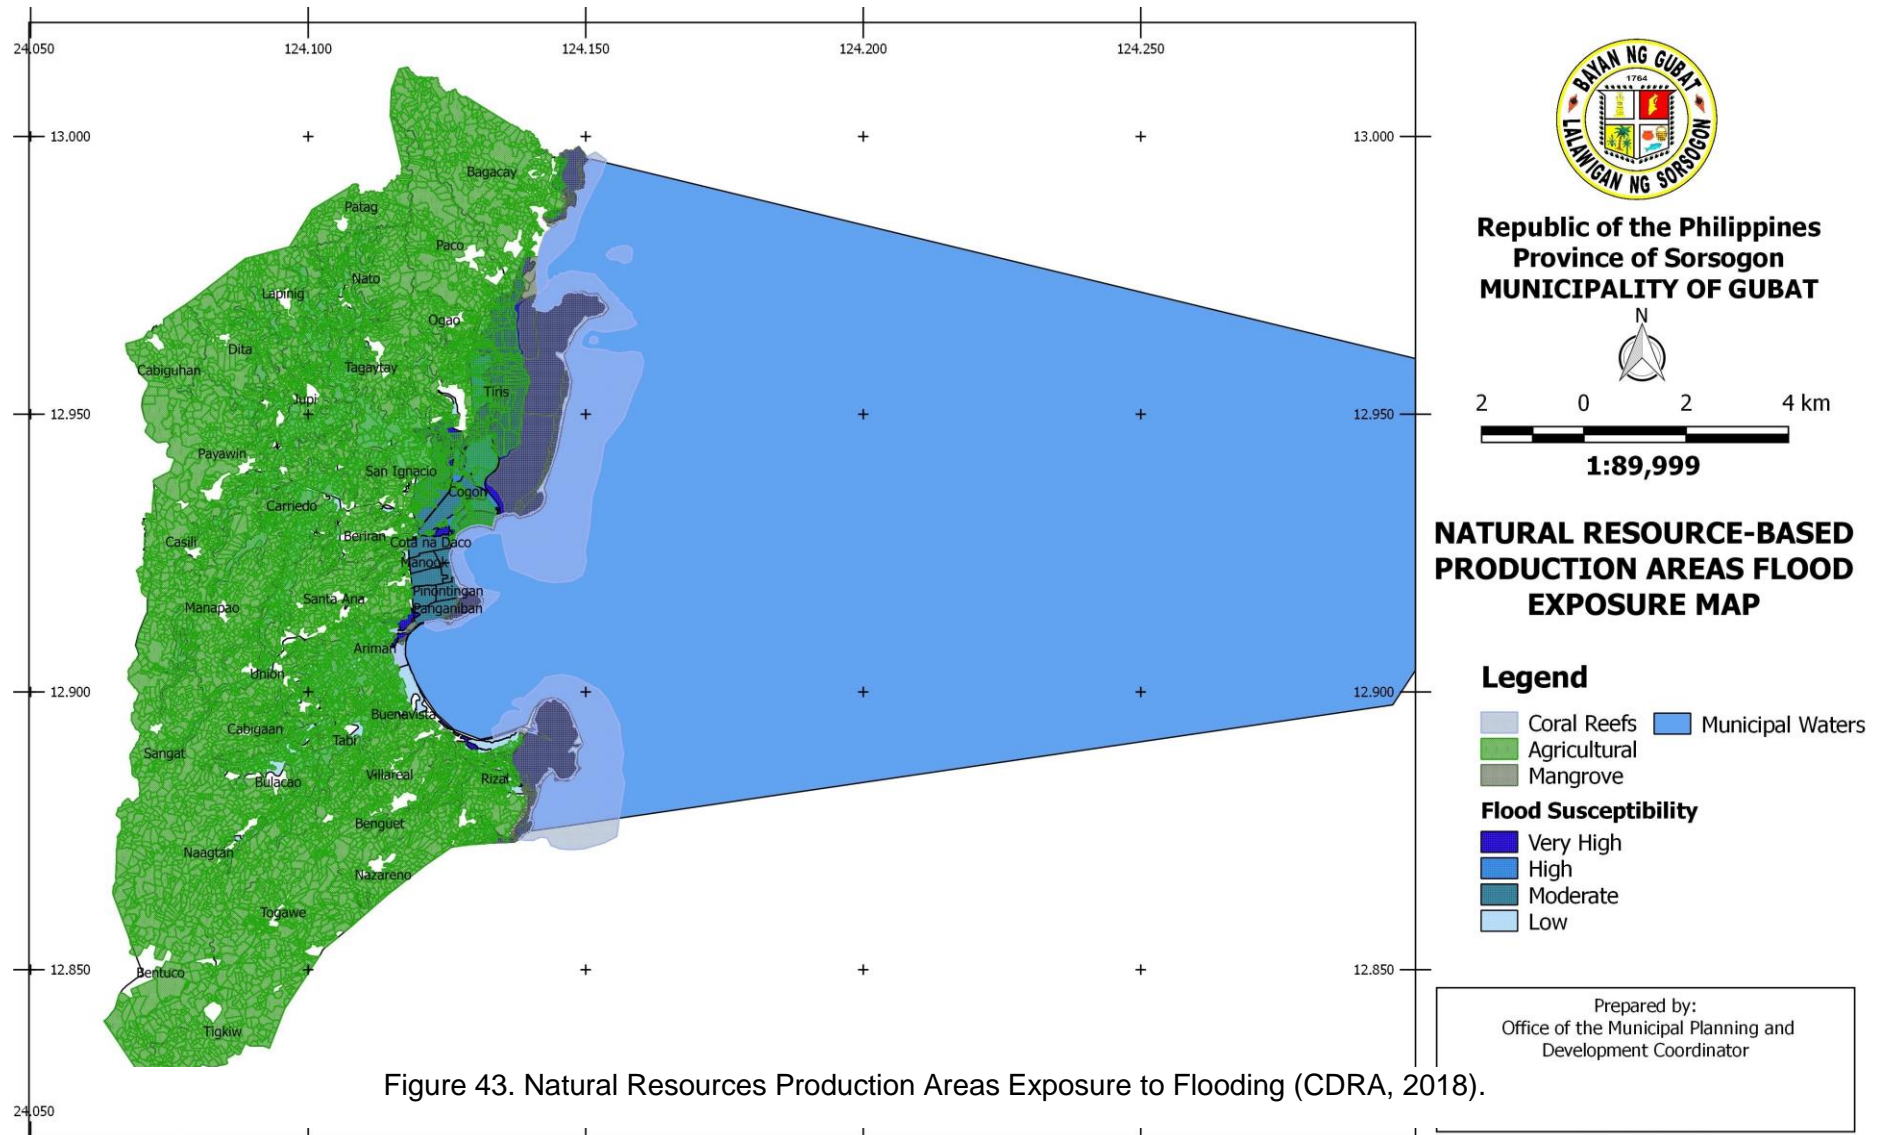 24.050
124.100
124.150
124.200
124.250
13.000
13.000
12.950
12.950
12.900
12.900
12.850
12.850
24.050
Bagacay
Patag
Paco
Nato
Lapinig
Ogao
Dita
Tagaytay
Cabiguhan
Tiris
Jupi
Payawin
San Ignacio
Cogon
Carriedo
Beriran
Cota na Daco
Casili
Manook
Pinontingan
Santa Ana
Panganiban
Manapao
Ariman
Union
Buenavista
Cabigaan
Tabi
Sangat
Villareal
Rizal
Bulacao
Benguet
Naagtan
Nazareno
Togawe
Bentuco
Tigkiw
BAYAN NG GUBAT
1764
LALAWIGAN NG SORSOGON
Republic of the Philippines
Province of Sorsogon
MUNICIPALITY OF GUBAT
N
2 0 2 4 km
1:89,999
NATURAL RESOURCE-BASED
PRODUCTION AREAS FLOOD
EXPOSURE MAP
Legend
Coral Reefs Municipal Waters
Agricultural
Mangrove
Flood Susceptibility
Very High
High
Moderate
Low
Prepared by:
Office of the Municipal Planning and
Development Coordinator
Figure 43. Natural Resources Production Areas Exposure to Flooding (CDRA, 2018).